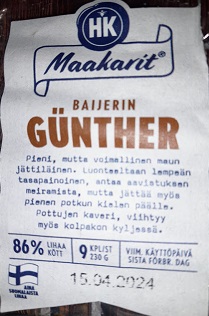 HK
Maakarit®
BAIJERIN
GÜNTHER
Pieni, mutta voimallinen maun
jättiläinen. Luonteeltaan lempeän
tasapainoinen, antaa aavistuksen
meiramista, mutta jättää myös
pienen potkun kielen päälle.
Pottujen kaveri, viihtyy
myös kolpakon kyljessä.
86% LIHAA KÖTT
9 KPL/ST 230 G
VIIM. KÄYTTÖPÄIVÄ
SISTA FÖRBR. DAG
15.04.2024
AINA
SUOMALAISTA
LIHAA